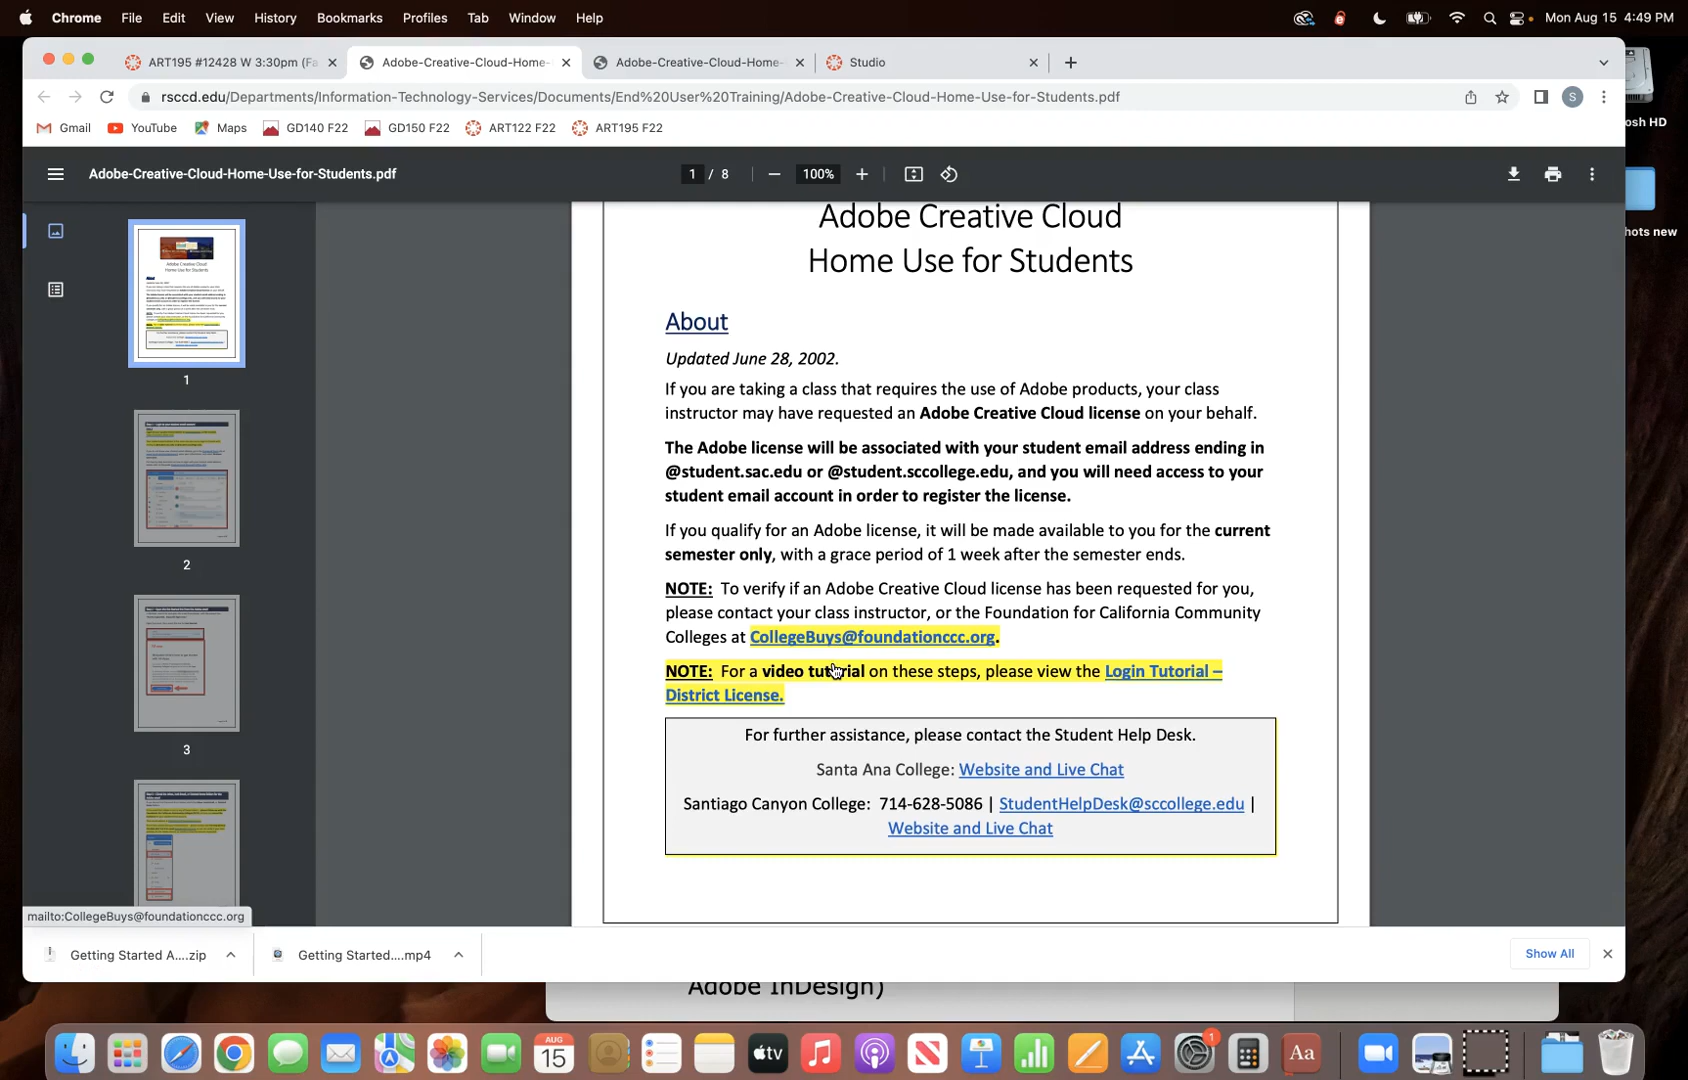 Chrome File Edit View History Bookmarks Profiles Tab Window Help Mon Aug 15 4:49 PM
ART195 #12428 W 3:30pm (Fa Adobe-Creative-Cloud-Home- Adobe-Creative-Cloud-Home- Studio
rsccd.edu/Departments/Information-Technology-Services/Documents/End%20User%20Training/Adobe-Creative-Cloud-Home-Use-for-Students.pdf S
Gmail YouTube Maps GD140 F22 GD150 F22 ART122 F22 ART195 F22
osh HD
hots new
Adobe-Creative-Cloud-Home-Use-for-Students.pdf 1 / 8 100%
1
2
3
Adobe Creative Cloud
Home Use for Students
About
Updated June 28, 2002.
If you are taking a class that requires the use of Adobe products, your class
instructor may have requested an Adobe Creative Cloud license on your behalf.
The Adobe license will be associated with your student email address ending in
@student.sac.edu or @student.sccollege.edu, and you will need access to your
student email account in order to register the license.
If you qualify for an Adobe license, it will be made available to you for the current
semester only, with a grace period of 1 week after the semester ends.
NOTE: To verify if an Adobe Creative Cloud license has been requested for you,
please contact your class instructor, or the Foundation for California Community
Colleges at CollegeBuys@foundationccc.org.
NOTE: For a video tutorial on these steps, please view the Login Tutorial –
District License.
For further assistance, please contact the Student Help Desk.
Santa Ana College: Website and Live Chat
Santiago Canyon College: 714-628-5086 | StudentHelpDesk@sccollege.edu |
Website and Live Chat
mailto:CollegeBuys@foundationccc.org
Getting Started A....zip Getting Started....mp4 Show All
Adobe InDesign)
AUG
15
tv
1
Aa